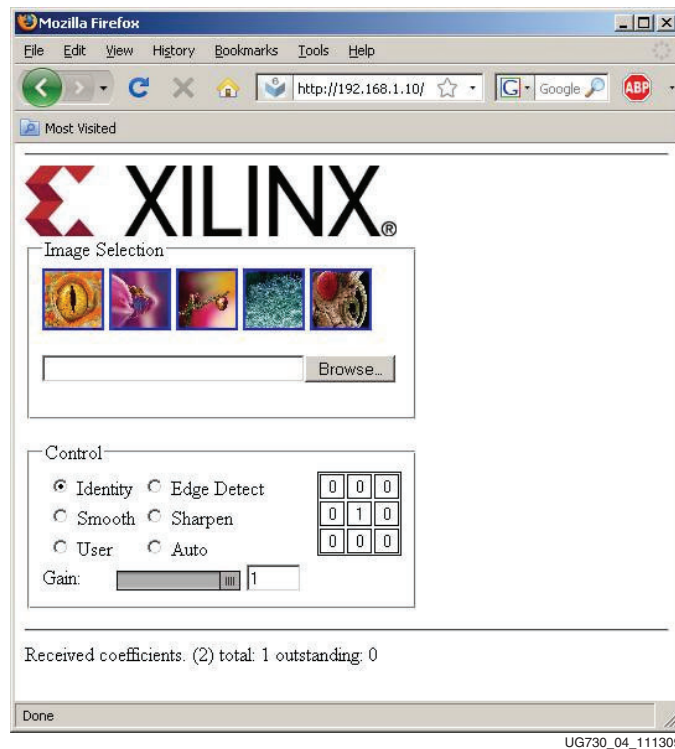 Mozilla Firefox
File Edit View History Bookmarks Tools Help
http://192.168.1.10/ G Google ABP
Most Visited
XILINX®
Image Selection
Browse...
Control
Identity Edge Detect 0 0 0
Smooth Sharpen 0 1 0
User Auto 0 0 0
Gain: 1
Received coefficients. (2) total: 1 outstanding: 0
Done
UG730_04_111309